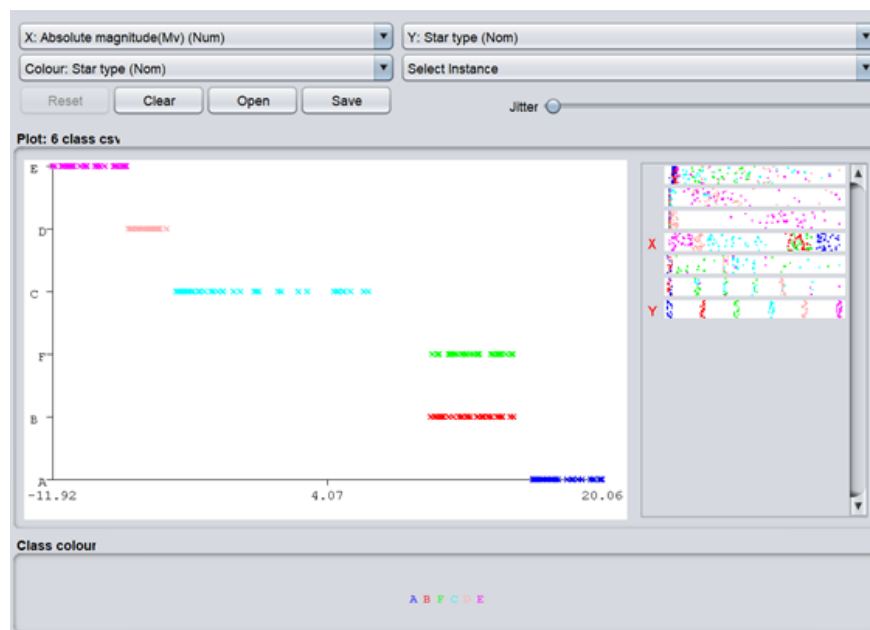 X: Absolute magnitude(Mv) (Num)
Y: Star type (Nom)
Colour: Star type (Nom)
Select Instance
Reset
Clear
Open
Save
Jitter
Plot: 6 class csv
E
D
C
F
B
A
-11.92
4.07
20.06
X
Y
Class colour
A B F C D E